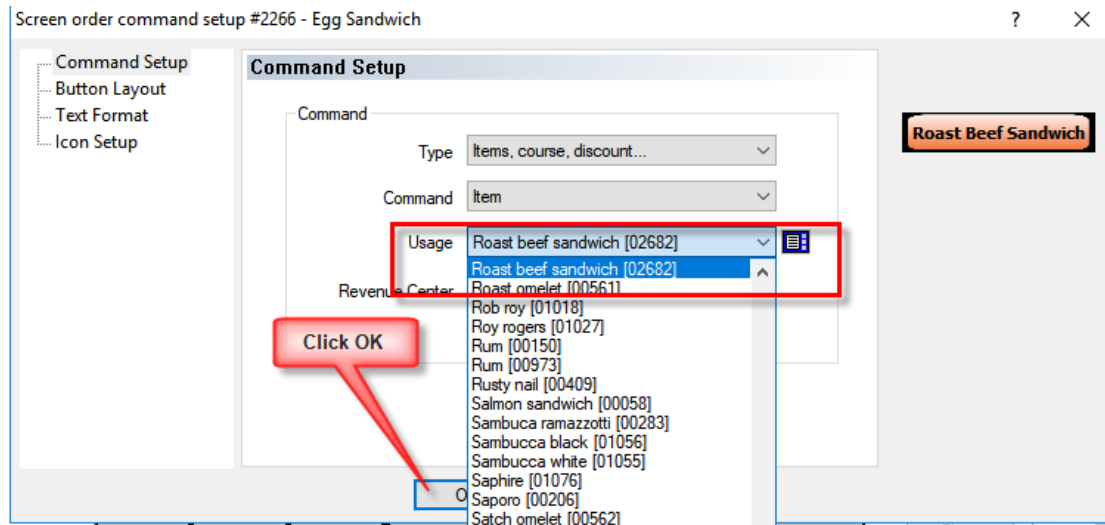 Screen order command setup #2266 - Egg Sandwich
?
Command Setup
Button Layout
Text Format
Icon Setup
Command Setup
Command
Type
Items, course, discount...
Command
Item
Usage
Roast beef sandwich [02682]
Revenue Center
Roast beef sandwich [02682]
Roast omelet [00561]
Rob roy [01018]
Roy rogers [01027]
Rum [00150]
Rum [00973]
Rusty nail [00409]
Salmon sandwich [00058]
Sambuca ramazzotti [00283]
Sambucca black [01056]
Sambucca white [01055]
Saphire [01076]
Saporo [00206]
Satch omelet [00562]
Click OK
Roast Beef Sandwich